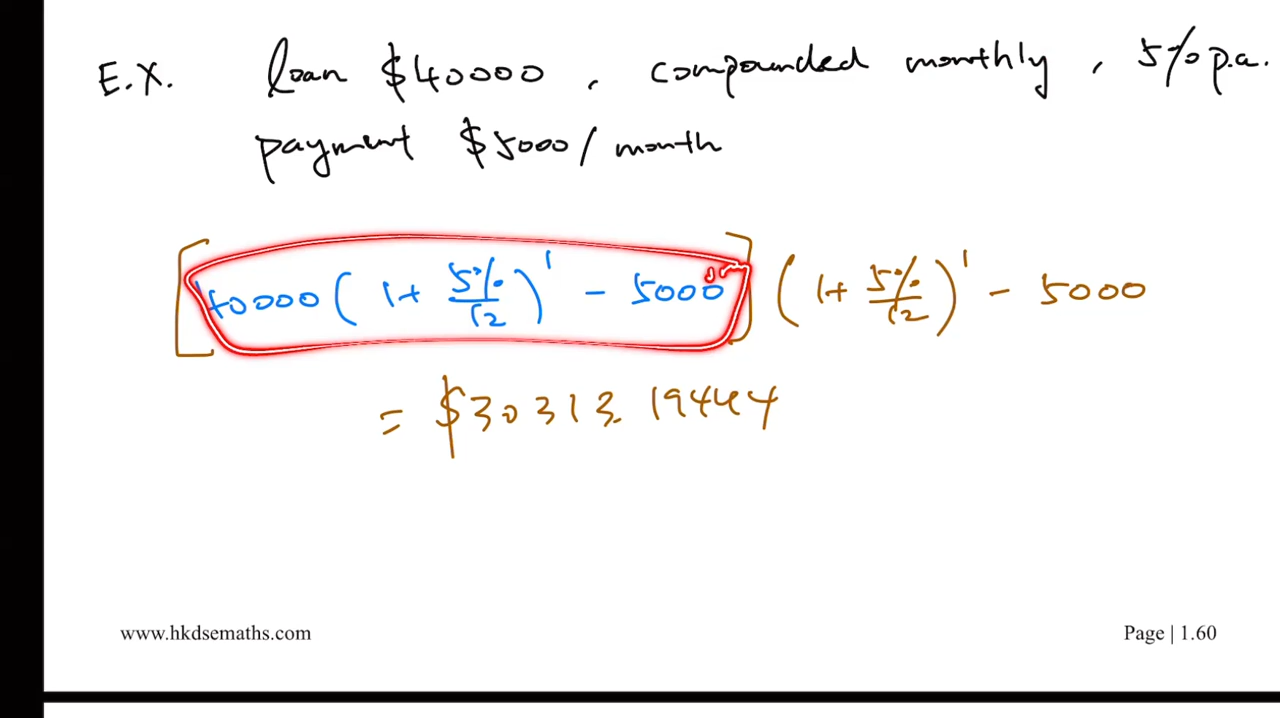 E.X. loan $40000 , compounded monthly , 5% p.a.
payment $5000 / month
[40000 ( 1+ 5%/12 )^1 - 5000] ( 1+ 5%/12 )^1 - 5000
= $30313.19444
www.hkdsemaths.com
Page | 1.60